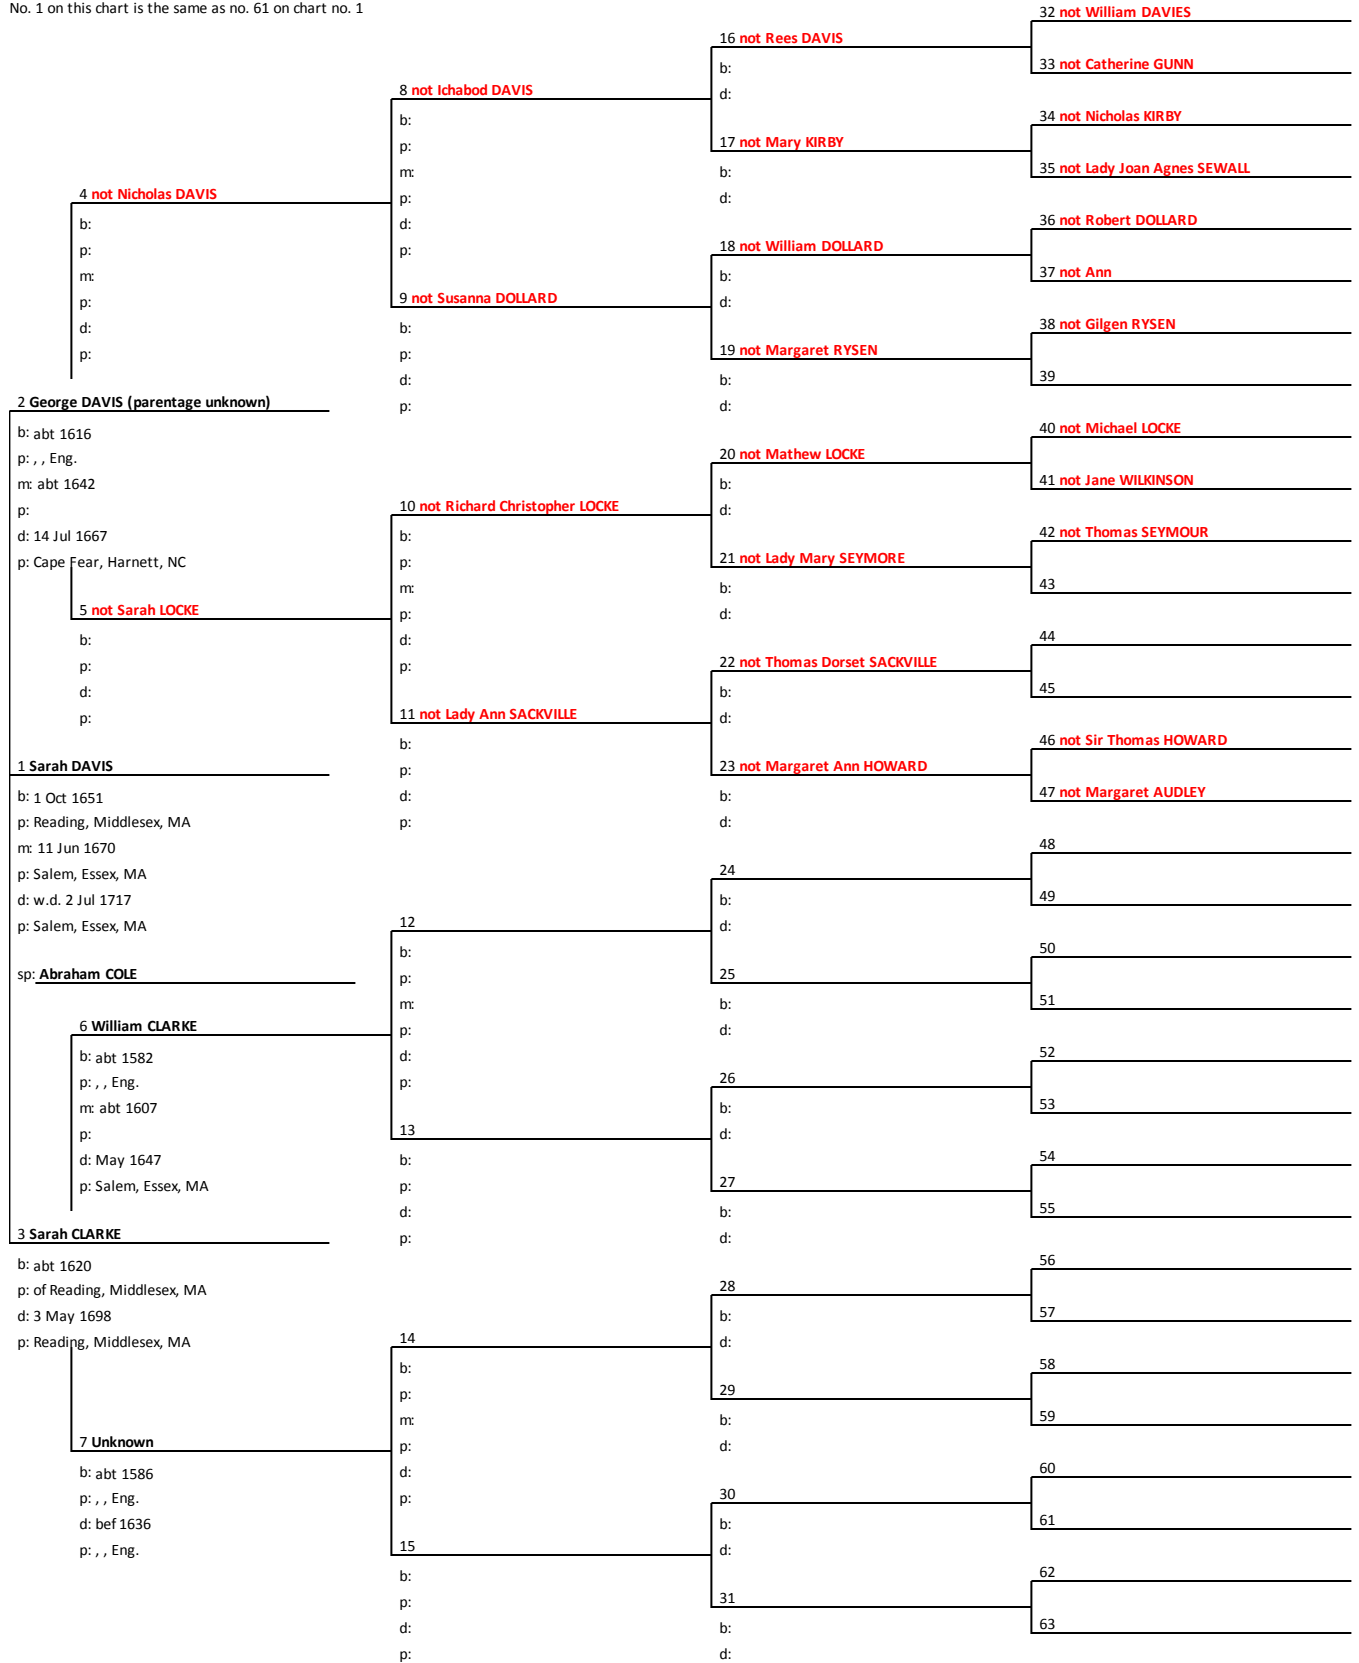 No. 1 on this chart is the same as no. 61 on chart no. 1
4 not Nicholas DAVIS
b:
p:
m:
p:
d:
p:
2 George DAVIS (parentage unknown)
b: abt 1616
p: , , Eng.
m: abt 1642
p:
d: 14 Jul 1667
p: Cape Fear, Harnett, NC
5 not Sarah LOCKE
b:
p:
d:
p:
1 Sarah DAVIS
b: 1 Oct 1651
p: Reading, Middlesex, MA
m: 11 Jun 1670
p: Salem, Essex, MA
d: w.d. 2 Jul 1717
p: Salem, Essex, MA
sp: Abraham COLE
6 William CLARKE
b: abt 1582
p: , , Eng.
m: abt 1607
p:
d: May 1647
p: Salem, Essex, MA
3 Sarah CLARKE
b: abt 1620
p: of Reading, Middlesex, MA
d: 3 May 1698
p: Reading, Middlesex, MA
7 Unknown
b: abt 1586
p: , , Eng.
d: bef 1636
p: , , Eng.
8 not Ichabod DAVIS
b:
p:
m:
p:
d:
p:
9 not Susanna DOLLARD
b:
p:
d:
p:
10 not Richard Christopher LOCKE
b:
p:
m:
p:
d:
p:
11 not Lady Ann SACKVILLE
b:
p:
d:
p:
12
b:
p:
m:
p:
d:
p:
13
b:
p:
d:
p:
14
b:
p:
m:
p:
d:
p:
15
b:
p:
d:
p:
16 not Rees DAVIS
b:
d:
17 not Mary KIRBY
b:
d:
18 not William DOLLARD
b:
d:
19 not Margaret RYSEN
b:
d:
20 not Mathew LOCKE
b:
d:
21 not Lady Mary SEYMORE
b:
d:
22 not Thomas Dorset SACKVILLE
b:
d:
23 not Margaret Ann HOWARD
b:
d:
24
b:
d:
25
b:
d:
26
b:
d:
27
b:
d:
28
b:
d:
29
b:
d:
30
b:
d:
31
b:
d:
32 not William DAVIES
33 not Catherine GUNN
34 not Nicholas KIRBY
35 not Lady Joan Agnes SEWALL
36 not Robert DOLLARD
37 not Ann
38 not Gilgen RYSEN
39
40 not Michael LOCKE
41 not Jane WILKINSON
42 not Thomas SEYMOUR
43
44
45
46 not Sir Thomas HOWARD
47 not Margaret AUDLEY
48
49
50
51
52
53
54
55
56
57
58
59
60
61
62
63